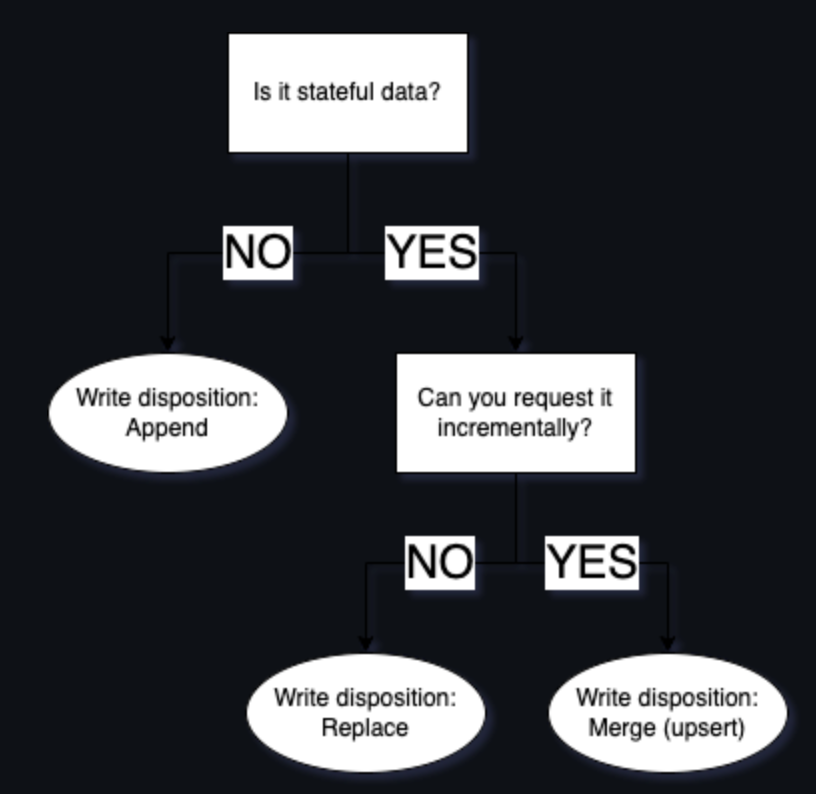 Is it stateful data?
NO
YES
Write disposition:
Append
Can you request it
incrementally?
NO
YES
Write disposition:
Replace
Write disposition:
Merge (upsert)